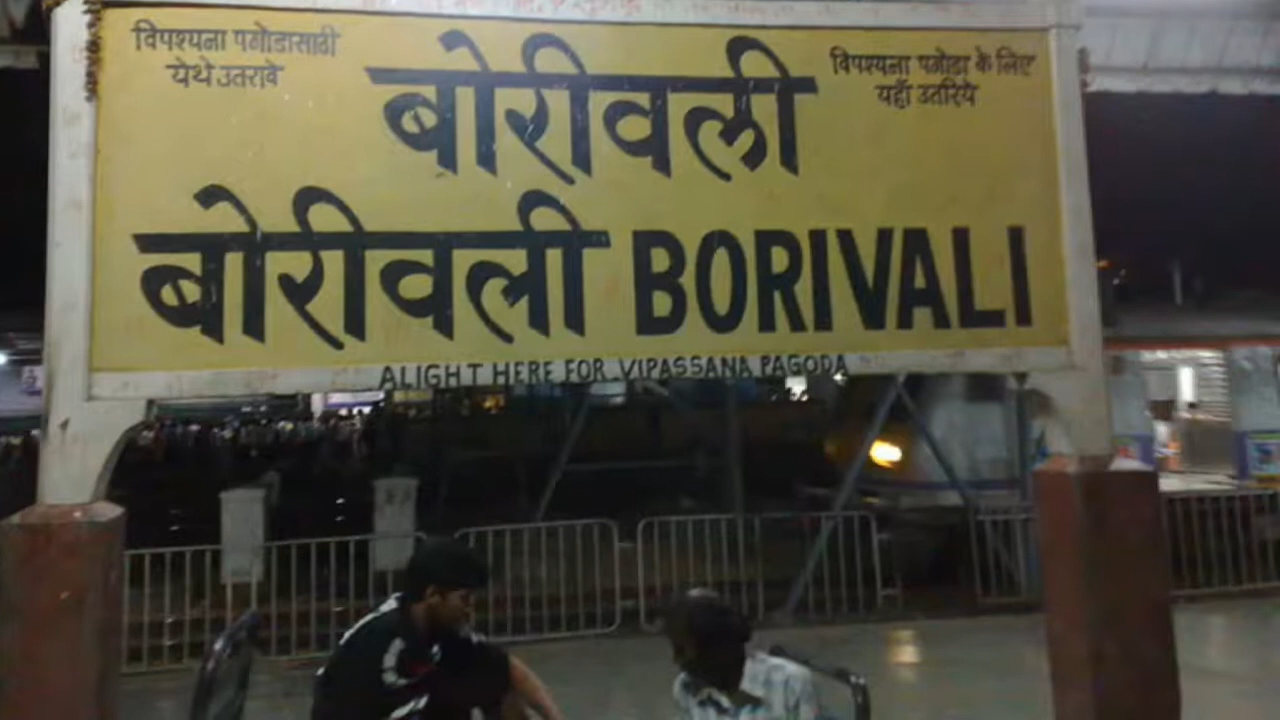 विपश्यना पगोडासाठी
येथे उतरावे
बोरीवली
विपश्यना पगोडा के लिए
यहाँ उतरिये
बोरीवली BORIVALI
ALIGHT HERE FOR VIPASSANA PAGODA